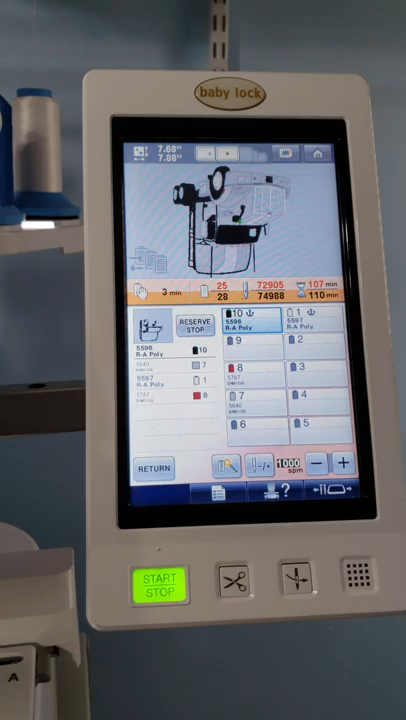 baby lock
7.68"
7.86"
3 min
25
28
72905
74988
107 min
110 min
RESERVE
STOP
10
5596
R-A Poly
1
5597
R-A Poly
9
2
8
3
7
5640
4
6
5
5596
R-A Poly
10
5640
7
5597
R-A Poly
1
5767
8
RETURN
1000
spm
-
+
?
START
STOP
A